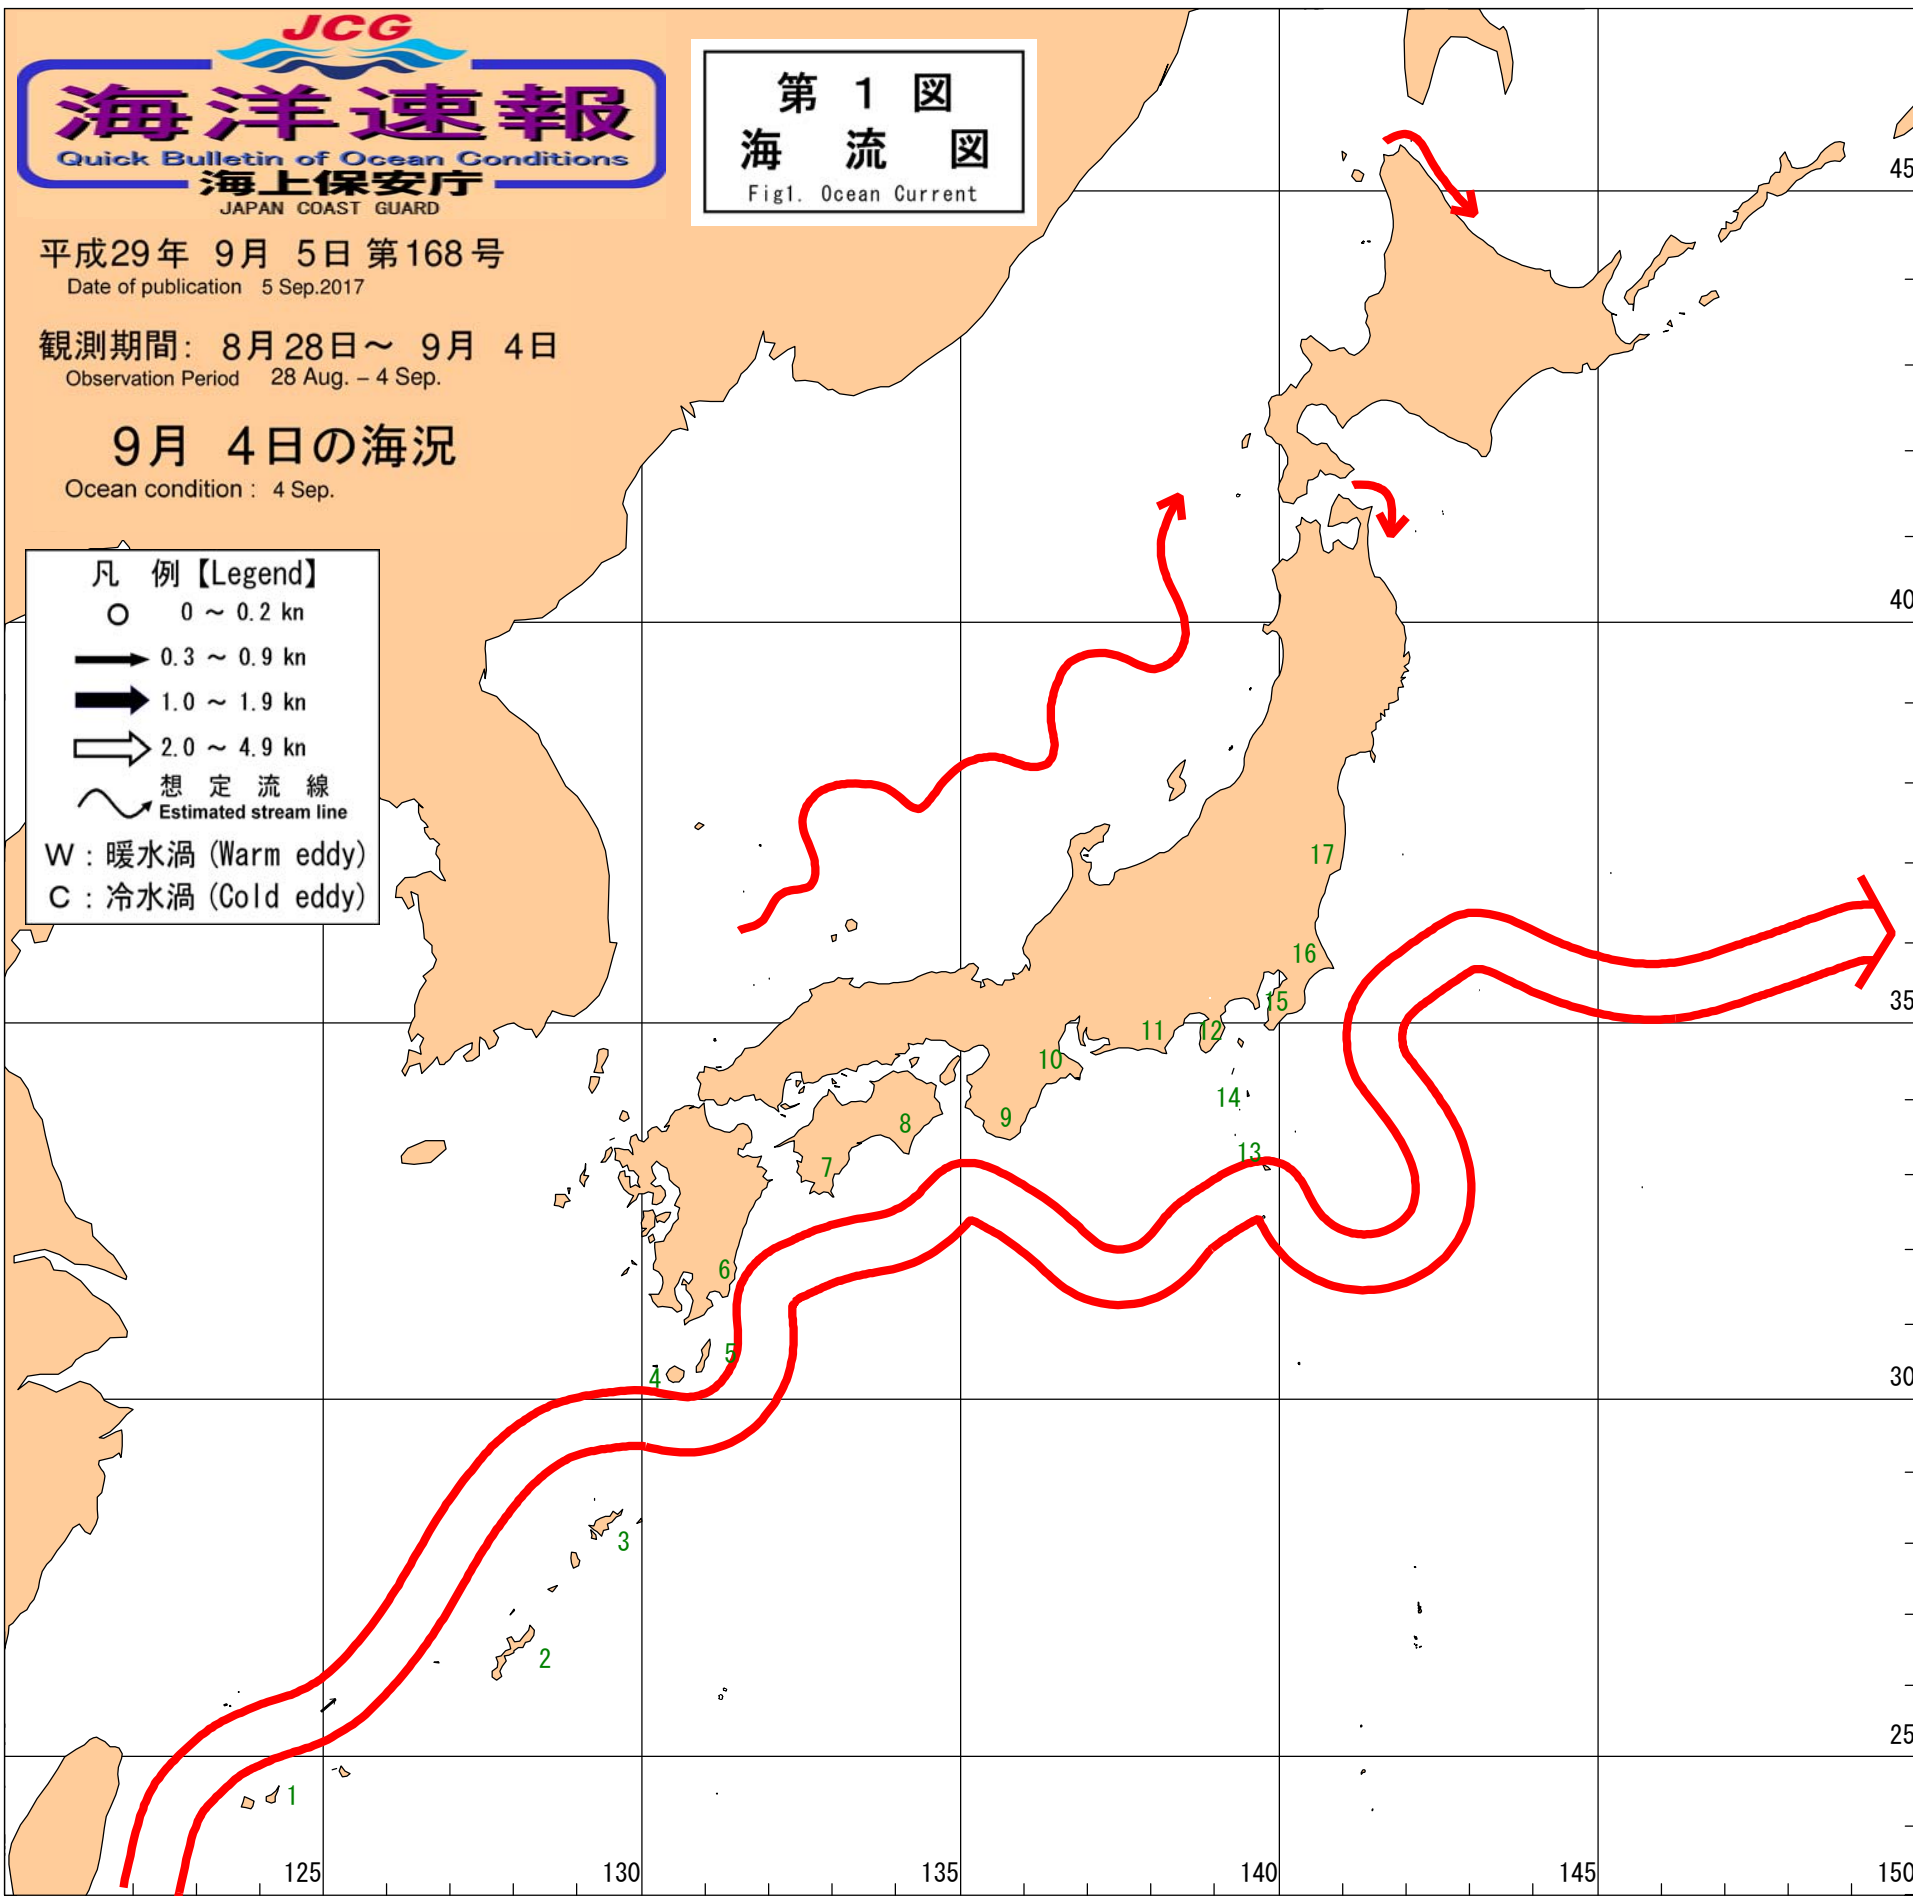 JCG
海洋速報
Quick Bulletin of Ocean Conditions
海上保安庁
JAPAN COAST GUARD
第 1 図
海 流 図
Fig1. Ocean Current
平成29年 9月 5日 第168号
Date of publication 5 Sep.2017
観測期間: 8月28日～ 9月 4日
Observation Period 28 Aug. – 4 Sep.
9月 4日の海況
Ocean condition : 4 Sep.
凡 例【Legend】
0 ～ 0.2 kn
0.3 ～ 0.9 kn
1.0 ～ 1.9 kn
2.0 ～ 4.9 kn
想 定 流 線
Estimated stream line
W : 暖水渦 (Warm eddy)
C : 冷水渦 (Cold eddy)
45
40
17
16
35
15
11
12
10
14
8
9
13
7
6
5
4
30
3
2
25
1
125
130
135
140
145
150